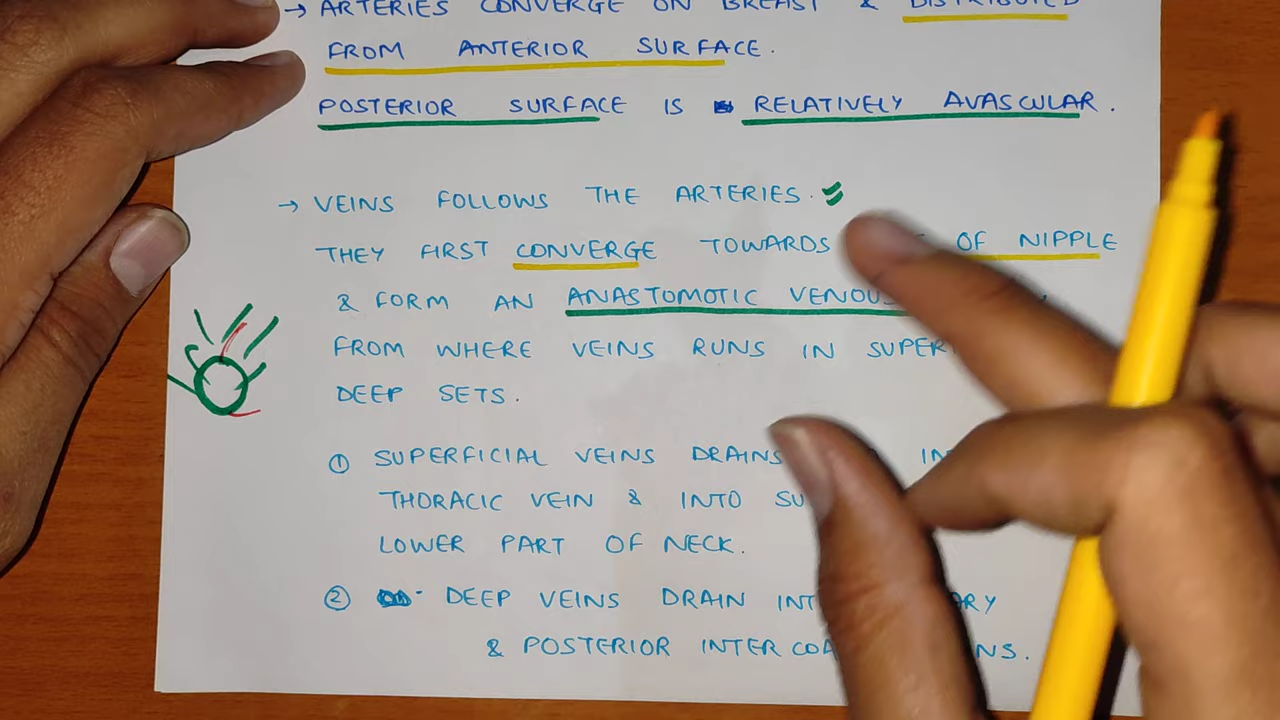 → ARTERIES CONVERGE ON BREAST & DISTRIBUTED
FROM ANTERIOR SURFACE.
POSTERIOR SURFACE IS RELATIVELY AVASCULAR.
→ VEINS FOLLOWS THE ARTERIES.
THEY FIRST CONVERGE TOWARDS OF NIPPLE
& FORM AN ANASTOMOTIC VENOUS
FROM WHERE VEINS RUNS IN
DEEP SETS.
① SUPERFICIAL VEINS DRAINS
THORACIC VEIN & INTO
LOWER PART OF NECK.
② DEEP VEINS DRAIN
& POSTERIOR